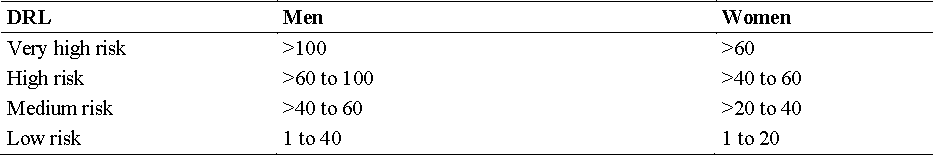 DRL Men Women
Very high risk >100 >60
High risk >60 to 100 >40 to 60
Medium risk >40 to 60 >20 to 40
Low risk 1 to 40 1 to 20